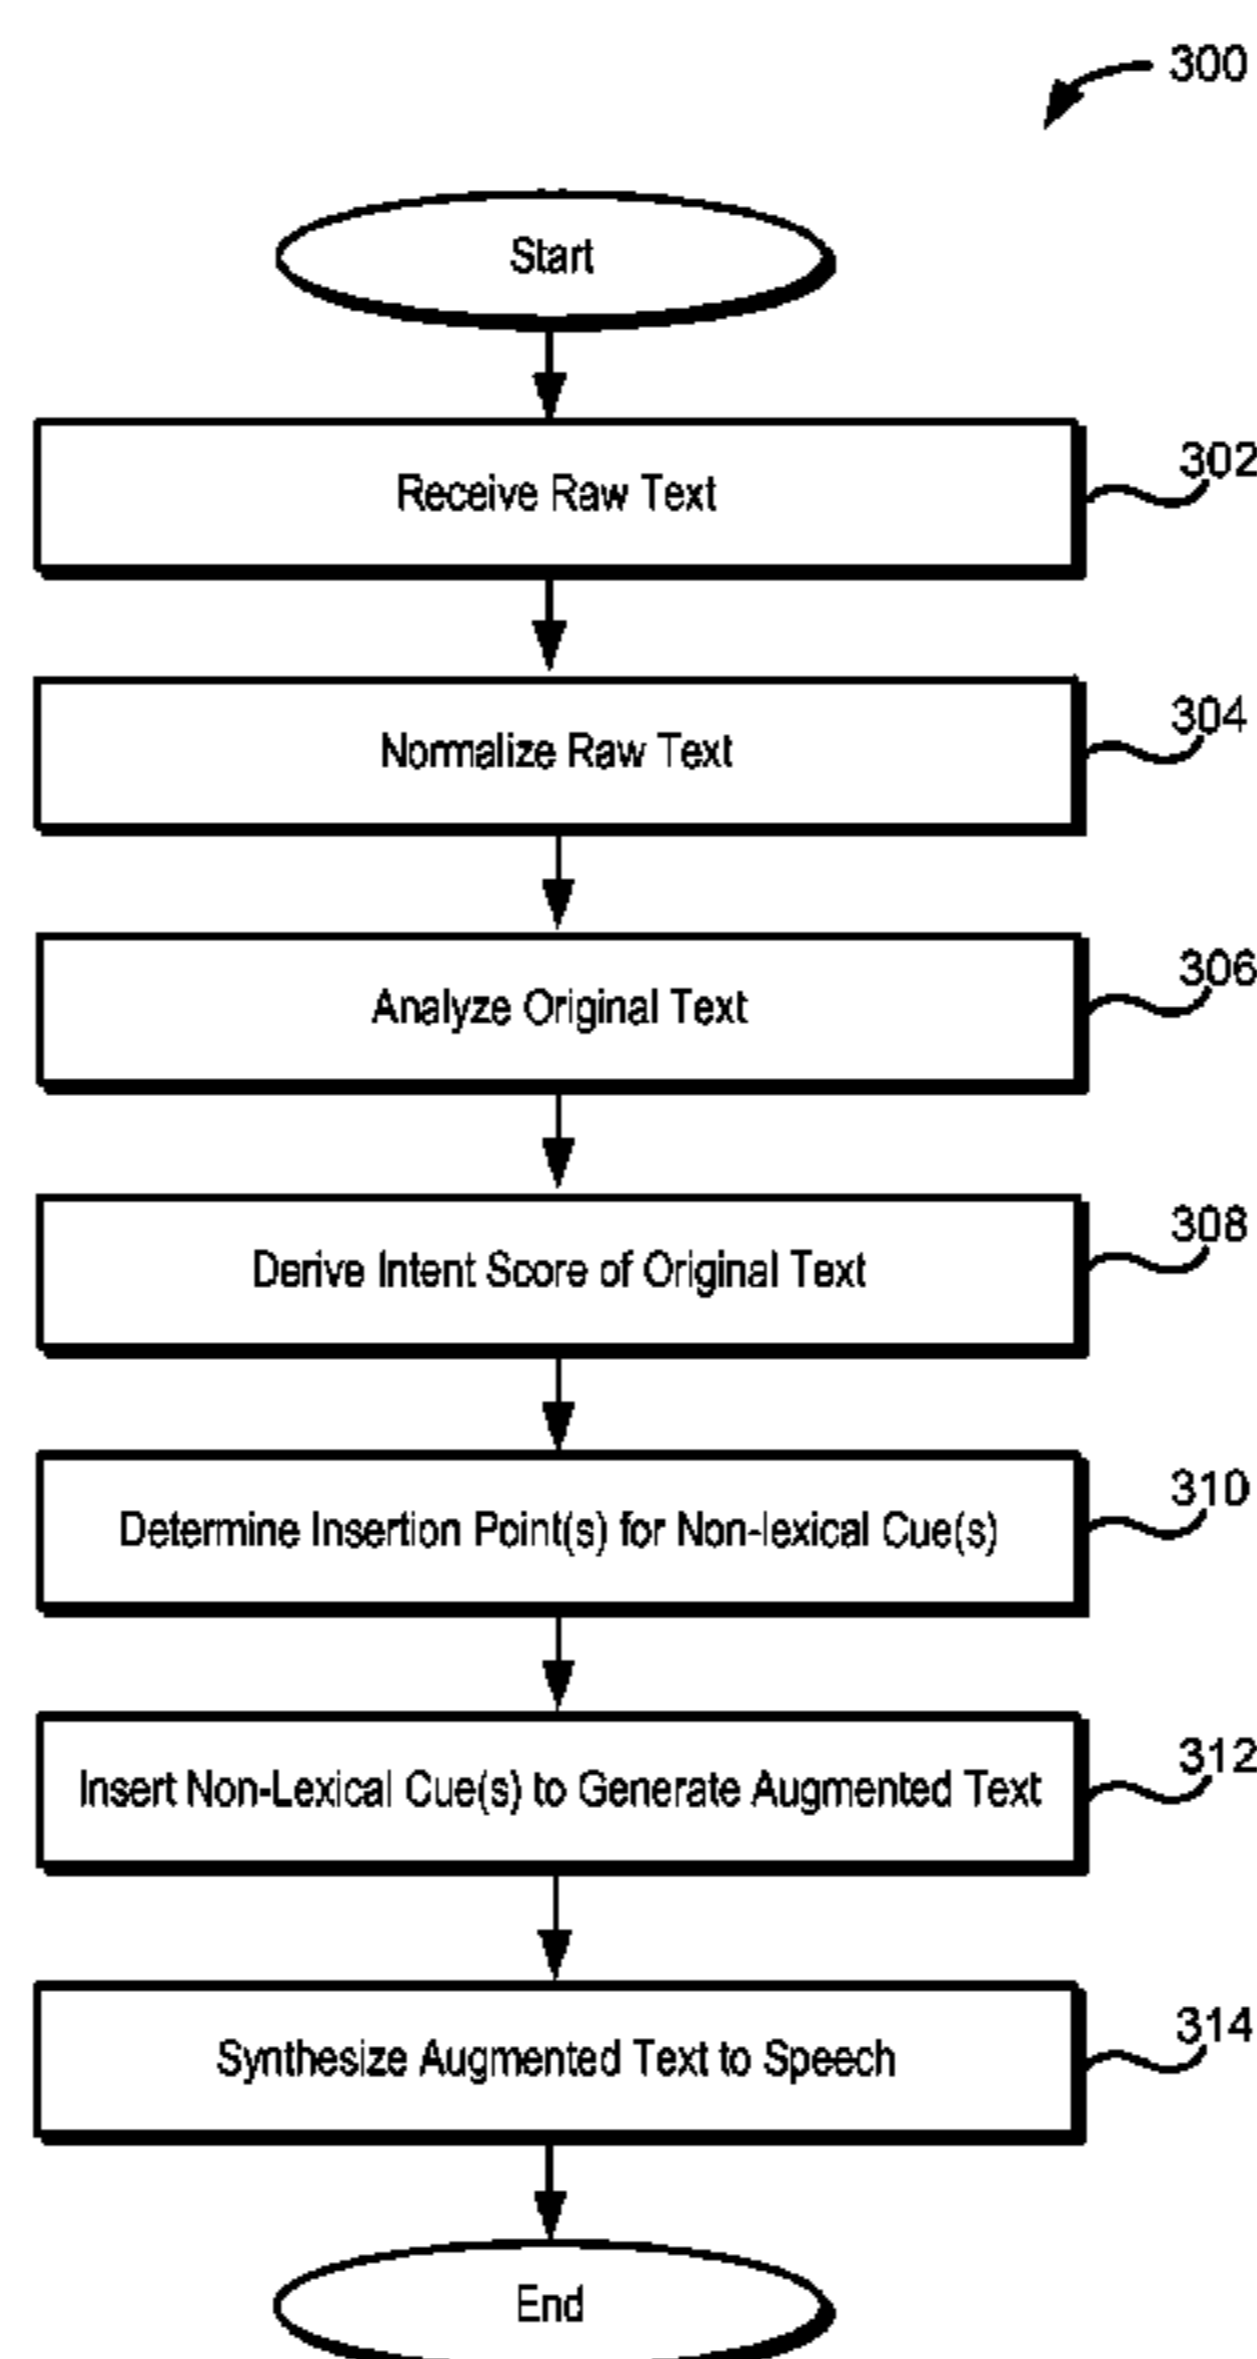 300
Start
Receive Raw Text
302
Normalize Raw Text
304
Analyze Original Text
306
Derive Intent Score of Original Text
308
Determine Insertion Point(s) for Non-lexical Cue(s)
310
Insert Non-Lexical Cue(s) to Generate Augmented Text
312
Synthesize Augmented Text to Speech
314
End